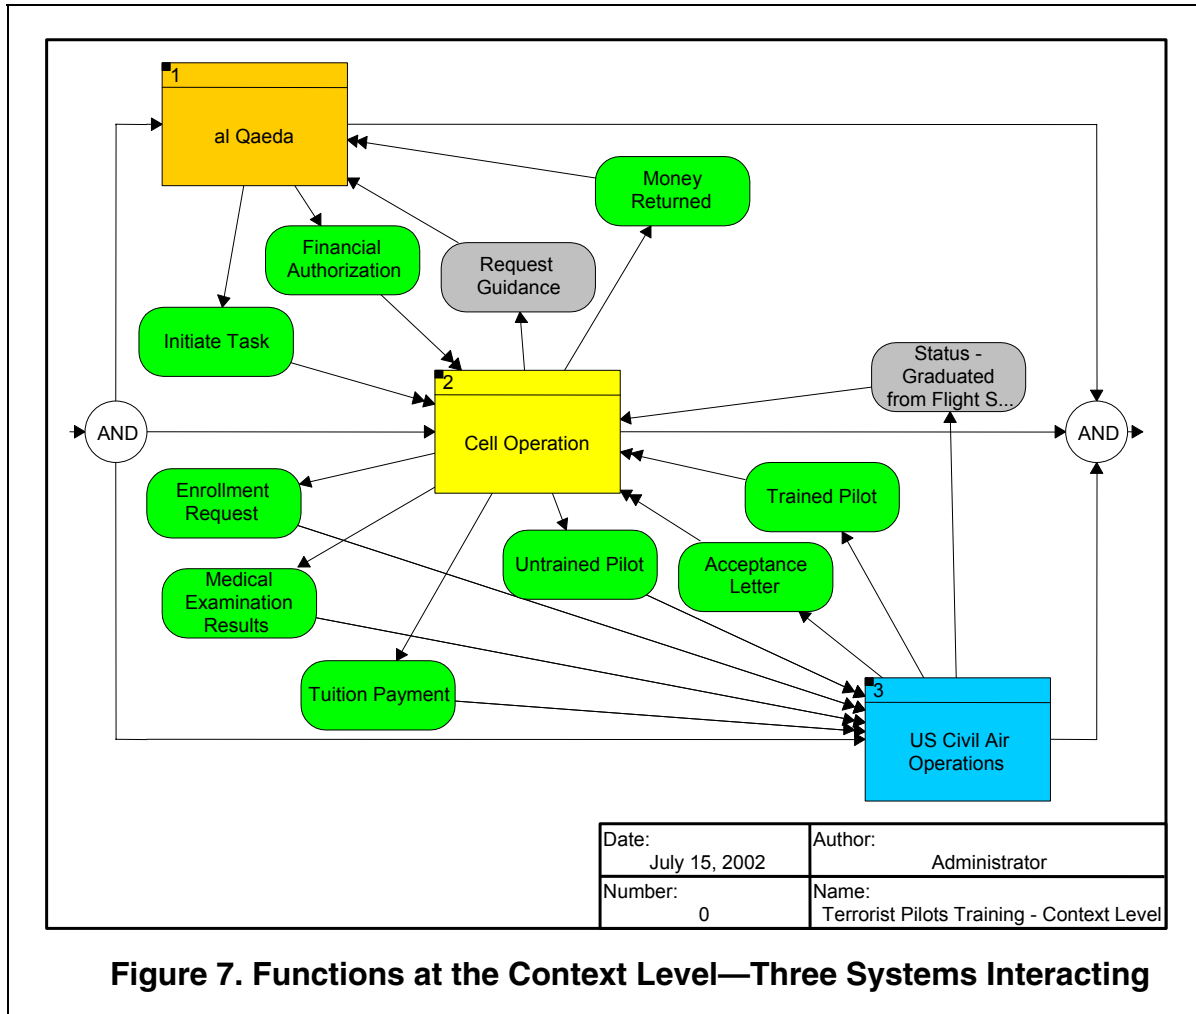 1
al Qaeda
Money
Returned
Financial
Authorization
Request
Guidance
Initiate Task
Status -
Graduated
from Flight S...
2
Cell Operation
AND
AND
Enrollment
Request
Trained Pilot
Untrained Pilot
Acceptance
Letter
Medical
Examination
Results
Tuition Payment
3
US Civil Air
Operations
Date:
July 15, 2002
Author:
Administrator
Number:
0
Name:
Terrorist Pilots Training - Context Level
Figure 7. Functions at the Context Level—Three Systems Interacting